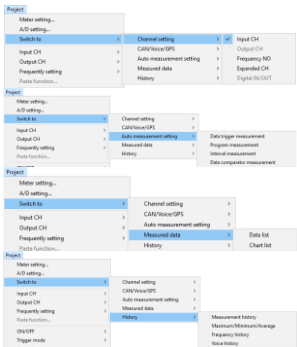 Project
Meter setting...
A/D setting...
Switch to
Channel setting
Input CH
Input CH
CAN/Voice/GPS
Output CH
Output CH
Auto measurement setting
Frequency NO
Frequently setting
Measured data
Expanded CH
Paste function...
History
Digital IN/OUT
Project
Meter setting...
A/D setting...
Switch to
Channel setting
Input CH
CAN/Voice/GPS
Output CH
Auto measurement setting
Data trigger measurement
Frequently setting
Measured data
Program measurement
Paste function...
History
Interval measurement
Data comparator measurement
Project
Meter setting...
A/D setting...
Switch to
Channel setting
Input CH
CAN/Voice/GPS
Output CH
Auto measurement setting
Frequently setting
Measured data
Data list
Paste function...
History
Chart list
Project
Meter setting...
A/D setting...
Switch to
Channel setting
Input CH
CAN/Voice/GPS
Output CH
Auto measurement setting
Frequently setting
Measured data
Paste function...
History
Measurement history
ON/OFF
Maximum/Minimum/Average
Trigger mode
Frequency history
Voice history